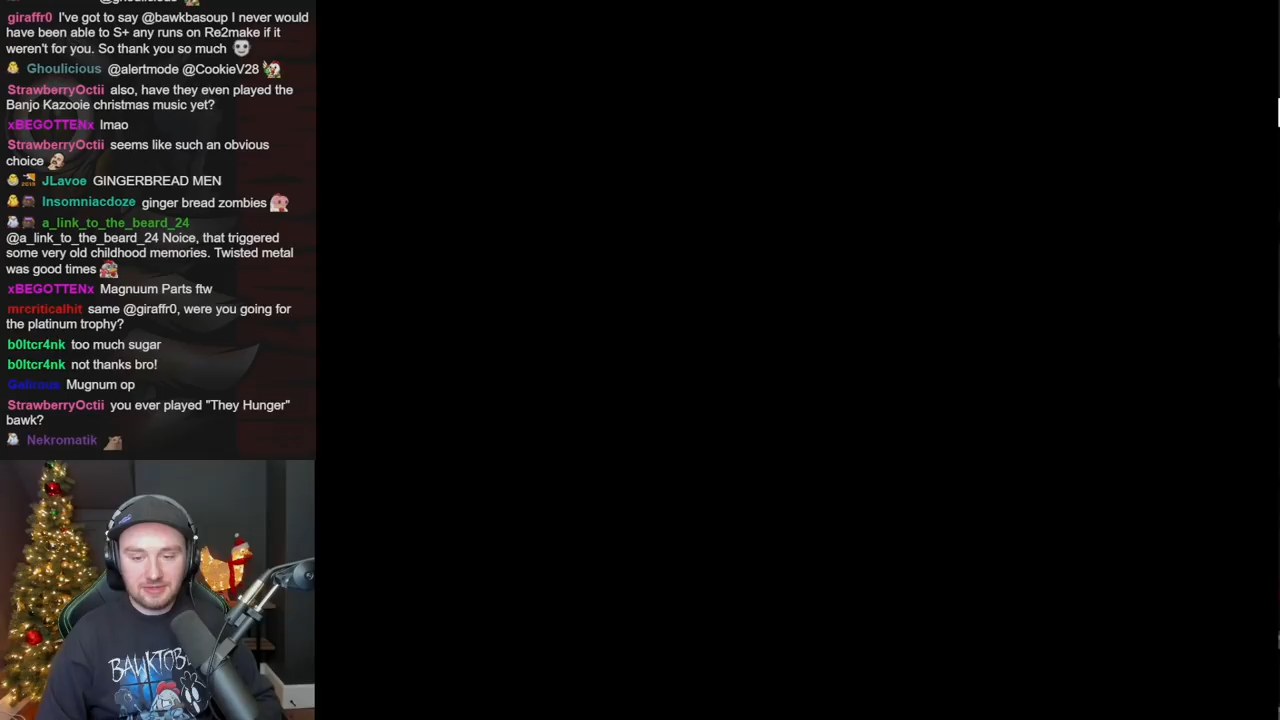 giraffr0 I've got to say @bawkbasoup I never would
have been able to S+ any runs on Re2make if it
weren't for you. So thank you so much
Ghoulicious @alertmode @CookieV28
StrawberryOctii also, have they even played the
Banjo Kazooie christmas music yet?
xBEGOTTENx lmao
StrawberryOctii seems like such an obvious
choice
JLavoe GINGERBREAD MEN
Insomniacdoze ginger bread zombies
a_link_to_the_beard_24
@a_link_to_the_beard_24 Noice, that triggered
some very old childhood memories. Twisted metal
was good times
xBEGOTTENx Magnuum Parts ftw
mrcriticalhit same @giraffr0, were you going for
the platinum trophy?
b0ltcr4nk too much sugar
b0ltcr4nk not thanks bro!
Mugnum op
StrawberryOctii you ever played "They Hunger"
bawk?
Nekromatik